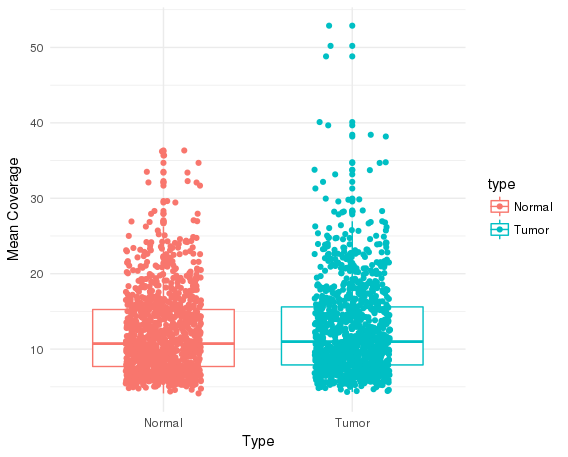 Mean Coverage
50
40
30
20
10
Normal
Tumor
Type
type
Normal
Tumor